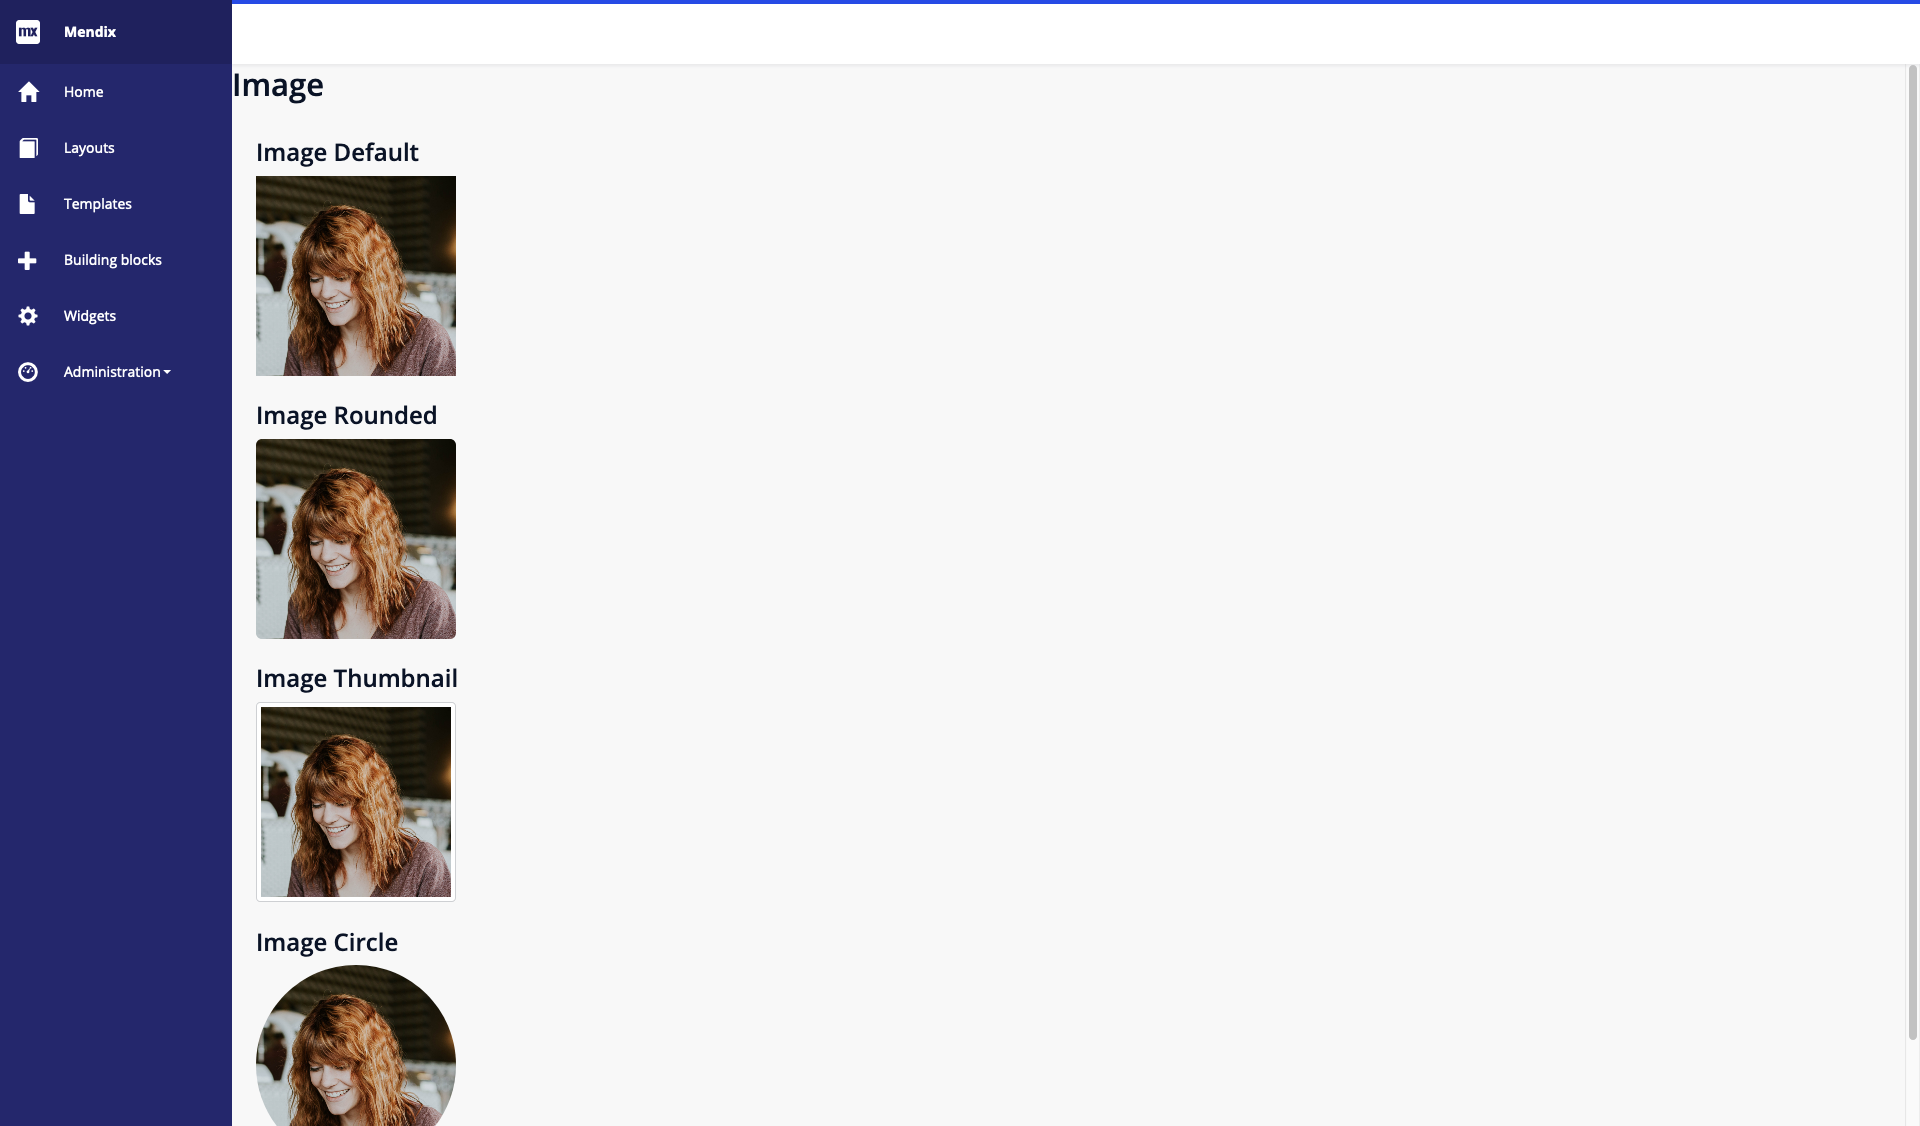 mx
Mendix
Home
Layouts
Templates
Building blocks
Widgets
Administration
Image
Image Default
Image Rounded
Image Thumbnail
Image Circle